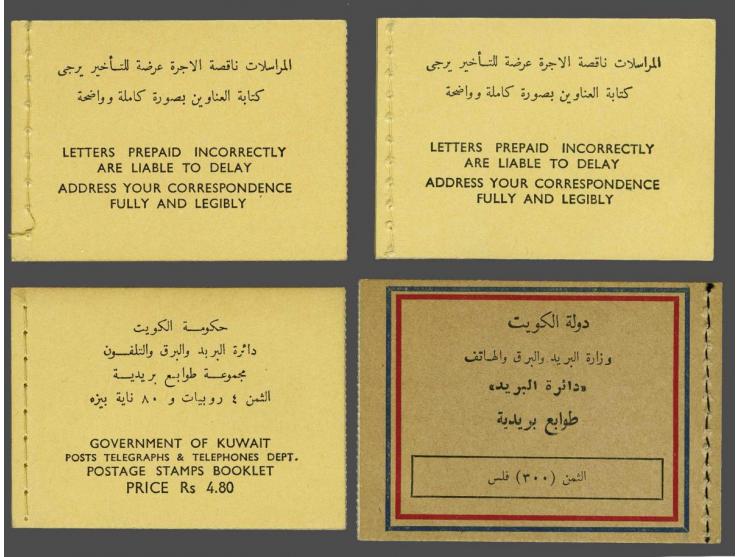 المراسلات ناقصة الاجرة عرضة للتأخير يرجى
كتابة العناوين بصورة كاملة وواضحة
LETTERS PREPAID INCORRECTLY
ARE LIABLE TO DELAY
ADDRESS YOUR CORRESPONDENCE
FULLY AND LEGIBLY
المراسلات ناقصة الاجرة عرضة للتأخير يرجى
كتابة العناوين بصورة كاملة وواضحة
LETTERS PREPAID INCORRECTLY
ARE LIABLE TO DELAY
ADDRESS YOUR CORRESPONDENCE
FULLY AND LEGIBLY
حكومة الكويت
دائرة البريد والبرق والتلفون
مجموعة طوابع بريدية
الثمن ٤ روبيات و ٨٠ ناية بيزه
GOVERNMENT OF KUWAIT
POSTS TELEGRAPHS & TELEPHONES DEPT.
POSTAGE STAMPS BOOKLET
PRICE Rs 4.80
دولة الكويت
وزارة البريد والبرق والهاتف
«دائرة البريد»
طوابع بريدية
الثمن (٣٠٠) فلس